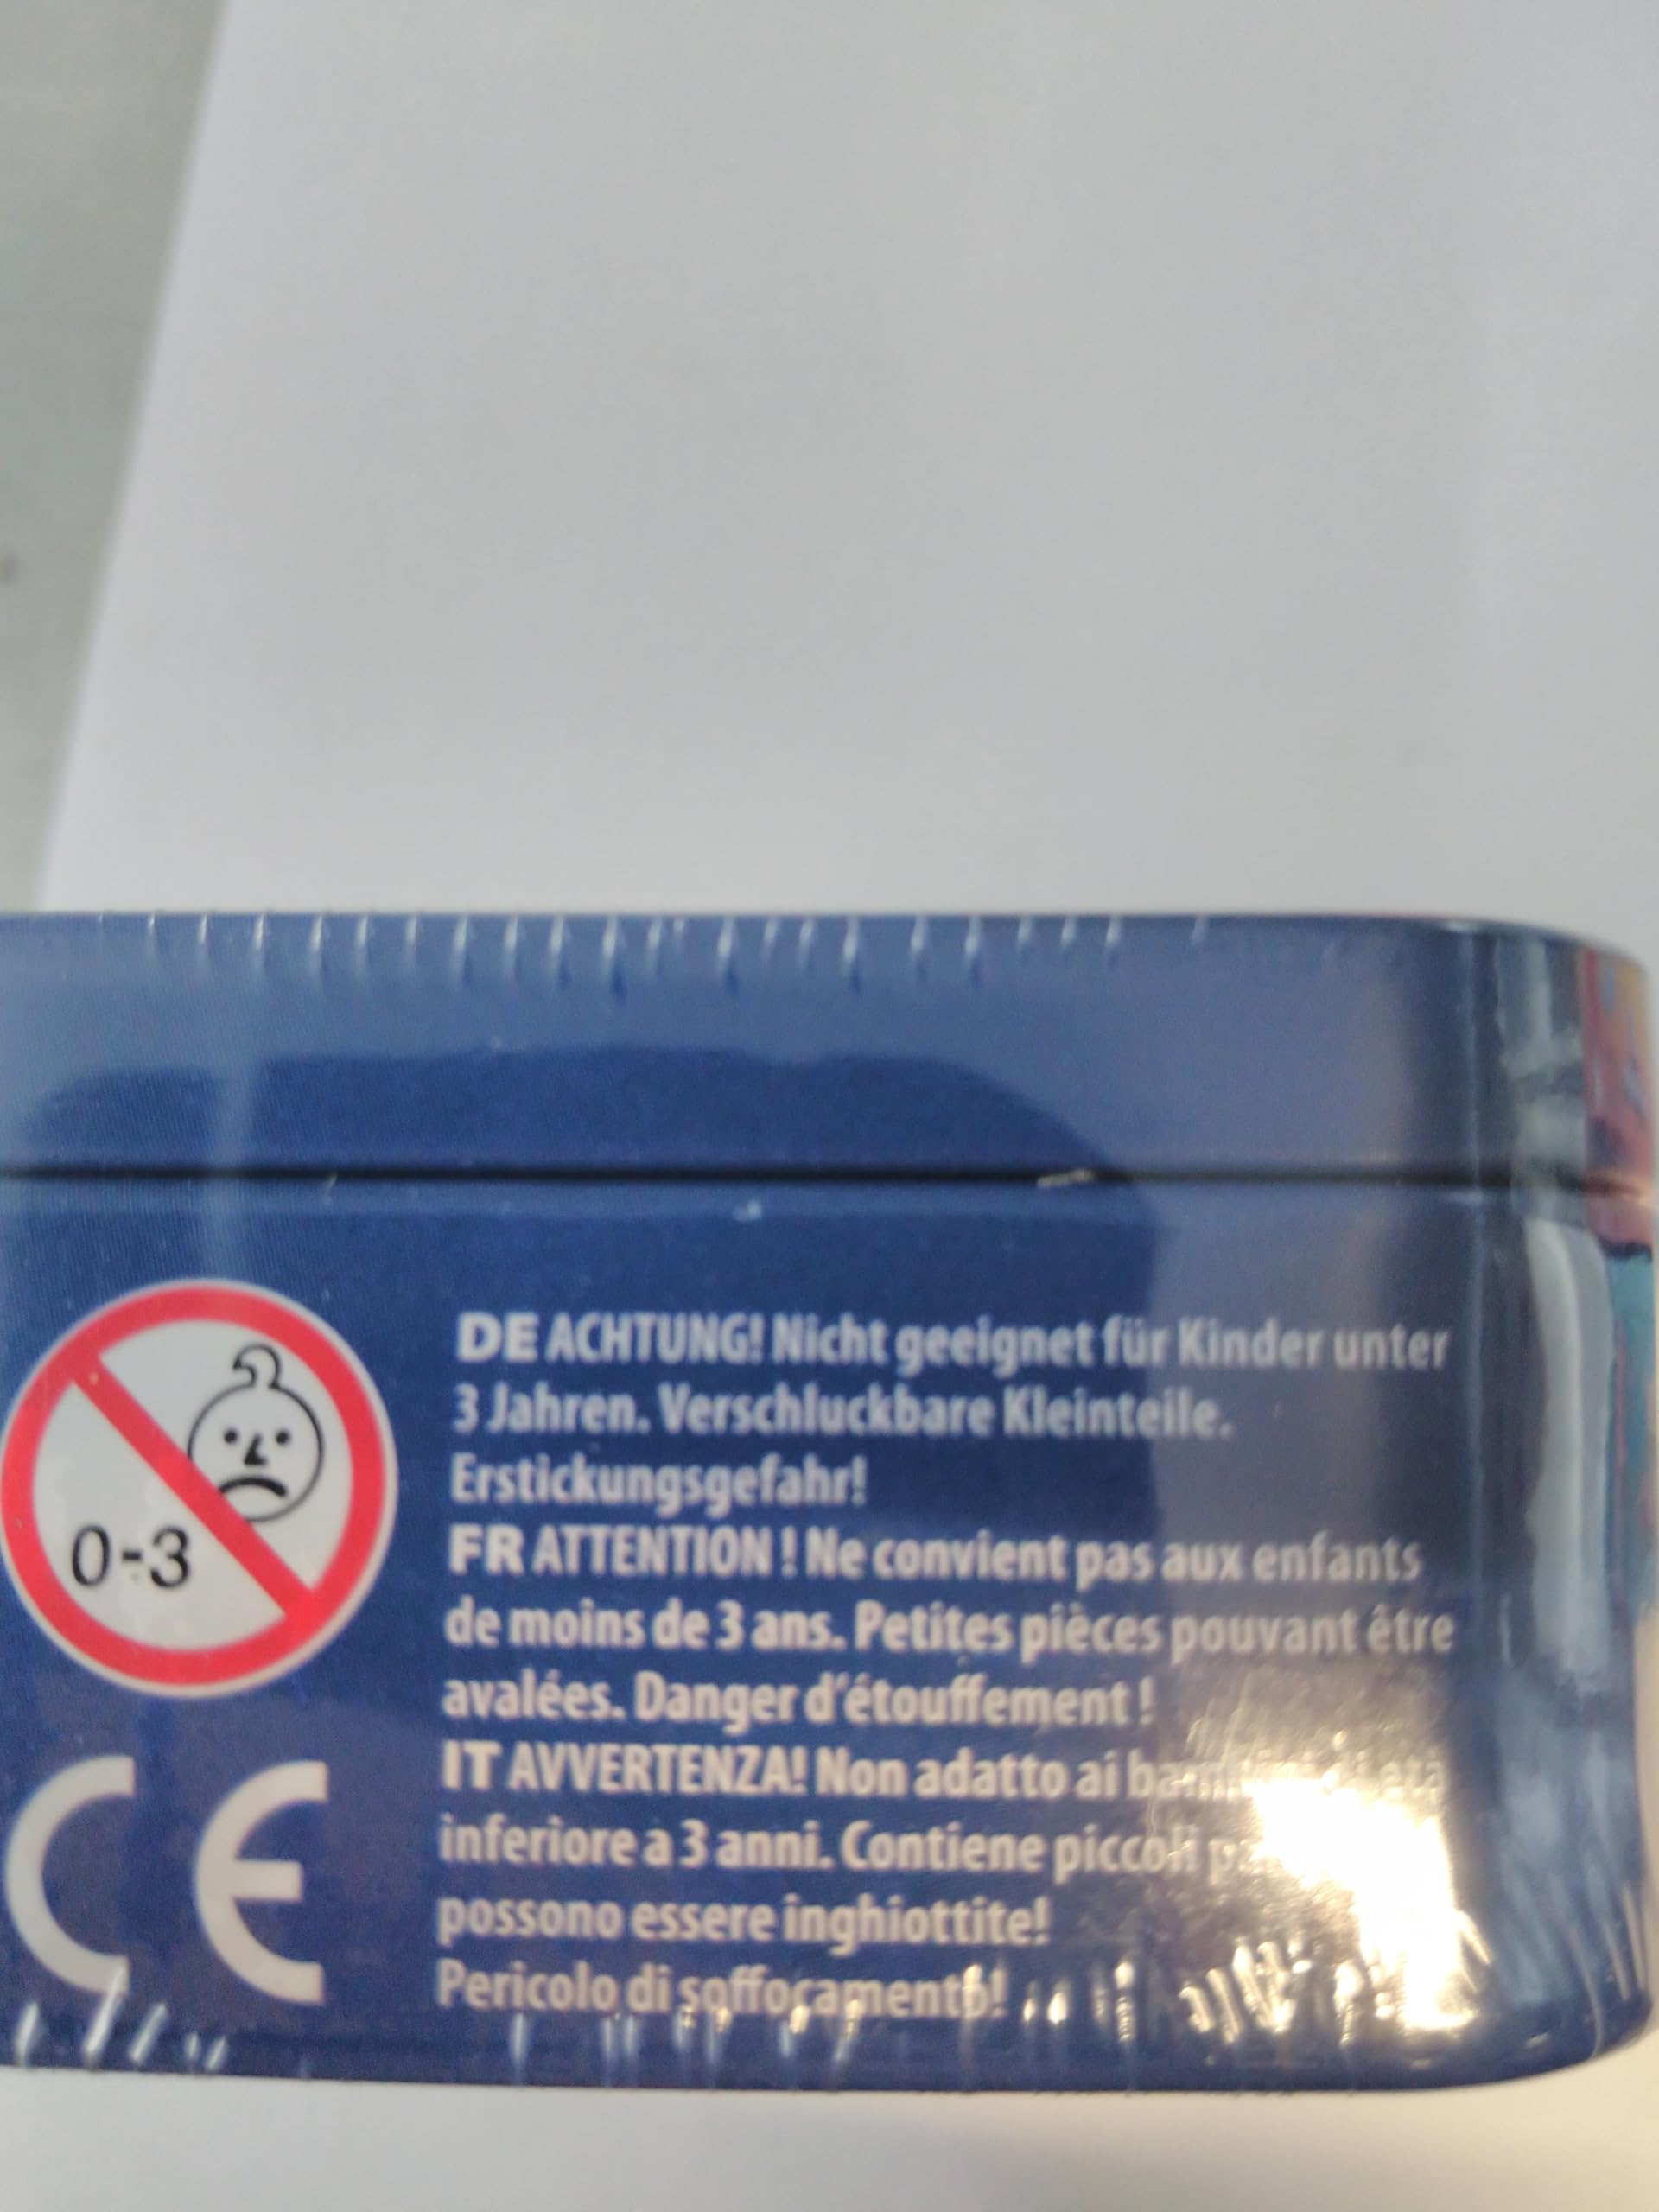 0-3
CE
DE ACHTUNG! Nicht geeignet für Kinder unter
3 Jahren. Verschluckbare Kleinteile.
Erstickungsgefahr!
FR ATTENTION ! Ne convient pas aux enfants
de moins de 3 ans. Petites pièces pouvant être
avalées. Danger d'étouffement !
IT AVVERTENZA! Non adatto ai
inferiore a 3 anni. Contiene piccoli
possono essere inghiottite!
Pericolo di soffocamento!